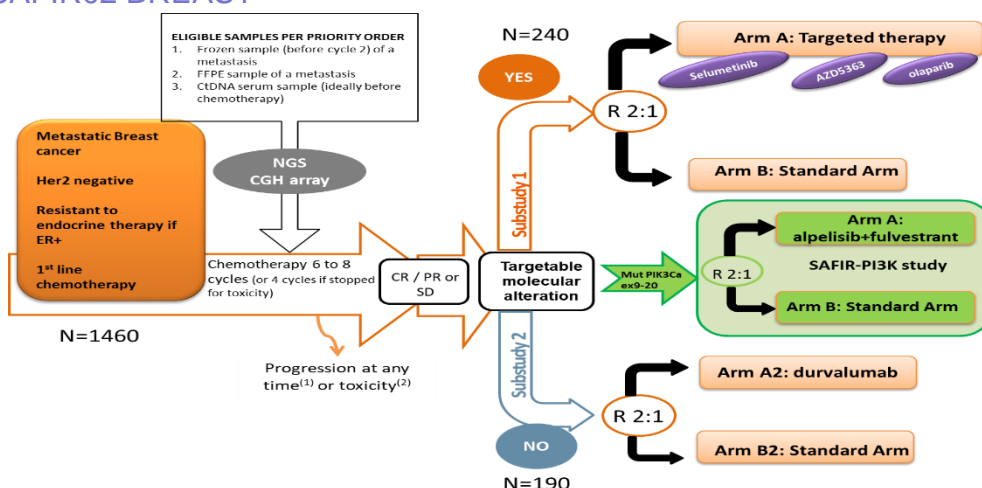 SAFIR02 BREAST
ELIGIBLE SAMPLES PER PRIORITY ORDER
1. Frozen sample (before cycle 2) of a
metastasis
2. FFPE sample of a metastasis
3. CtDNA serum sample (ideally before
chemotherapy)
NGS
CGH array
Metastatic Breast
cancer
Her2 negative
Resistant to
endocrine therapy if
ER+
1st line
chemotherapy
N=1460
Chemotherapy 6 to 8
cycles (or 4 cycles if stopped
for toxicity)
Progression at any
time(1) or toxicity(2)
CR / PR or
SD
Targetable
molecular
alteration
N=240
YES
Substudy 1
R 2:1
Arm A: Targeted therapy
Selumetinib
AZD5363
olaparib
Arm B: Standard Arm
Mut PIK3Ca
ex9-20
R 2:1
Arm A:
alpelisib+fulvestrant
SAFIR-PI3K study
Arm B: Standard Arm
Substudy 2
NO
N=190
R 2:1
Arm A2: durvalumab
Arm B2: Standard Arm